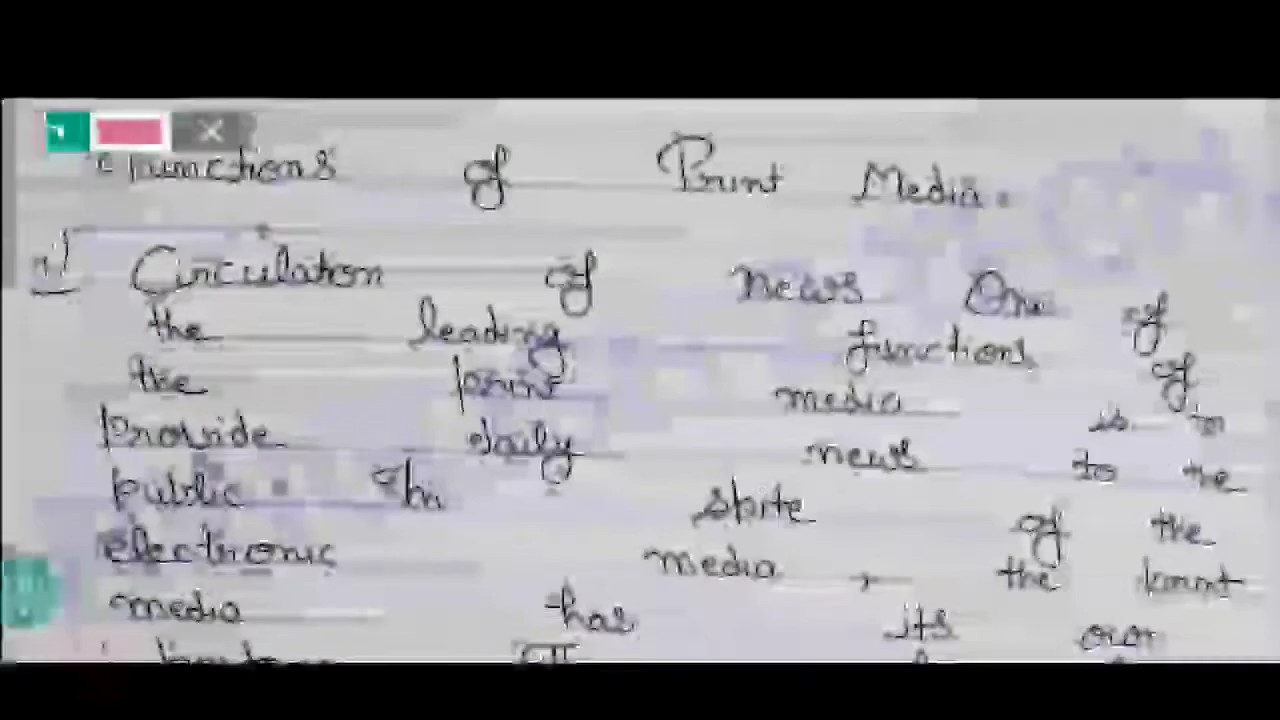 Functions of Print Media.
1) Circulation of news One of
the leading functions of
the print media is to
provide daily news to the
public In spite of the
electronic media, the print
media has its own